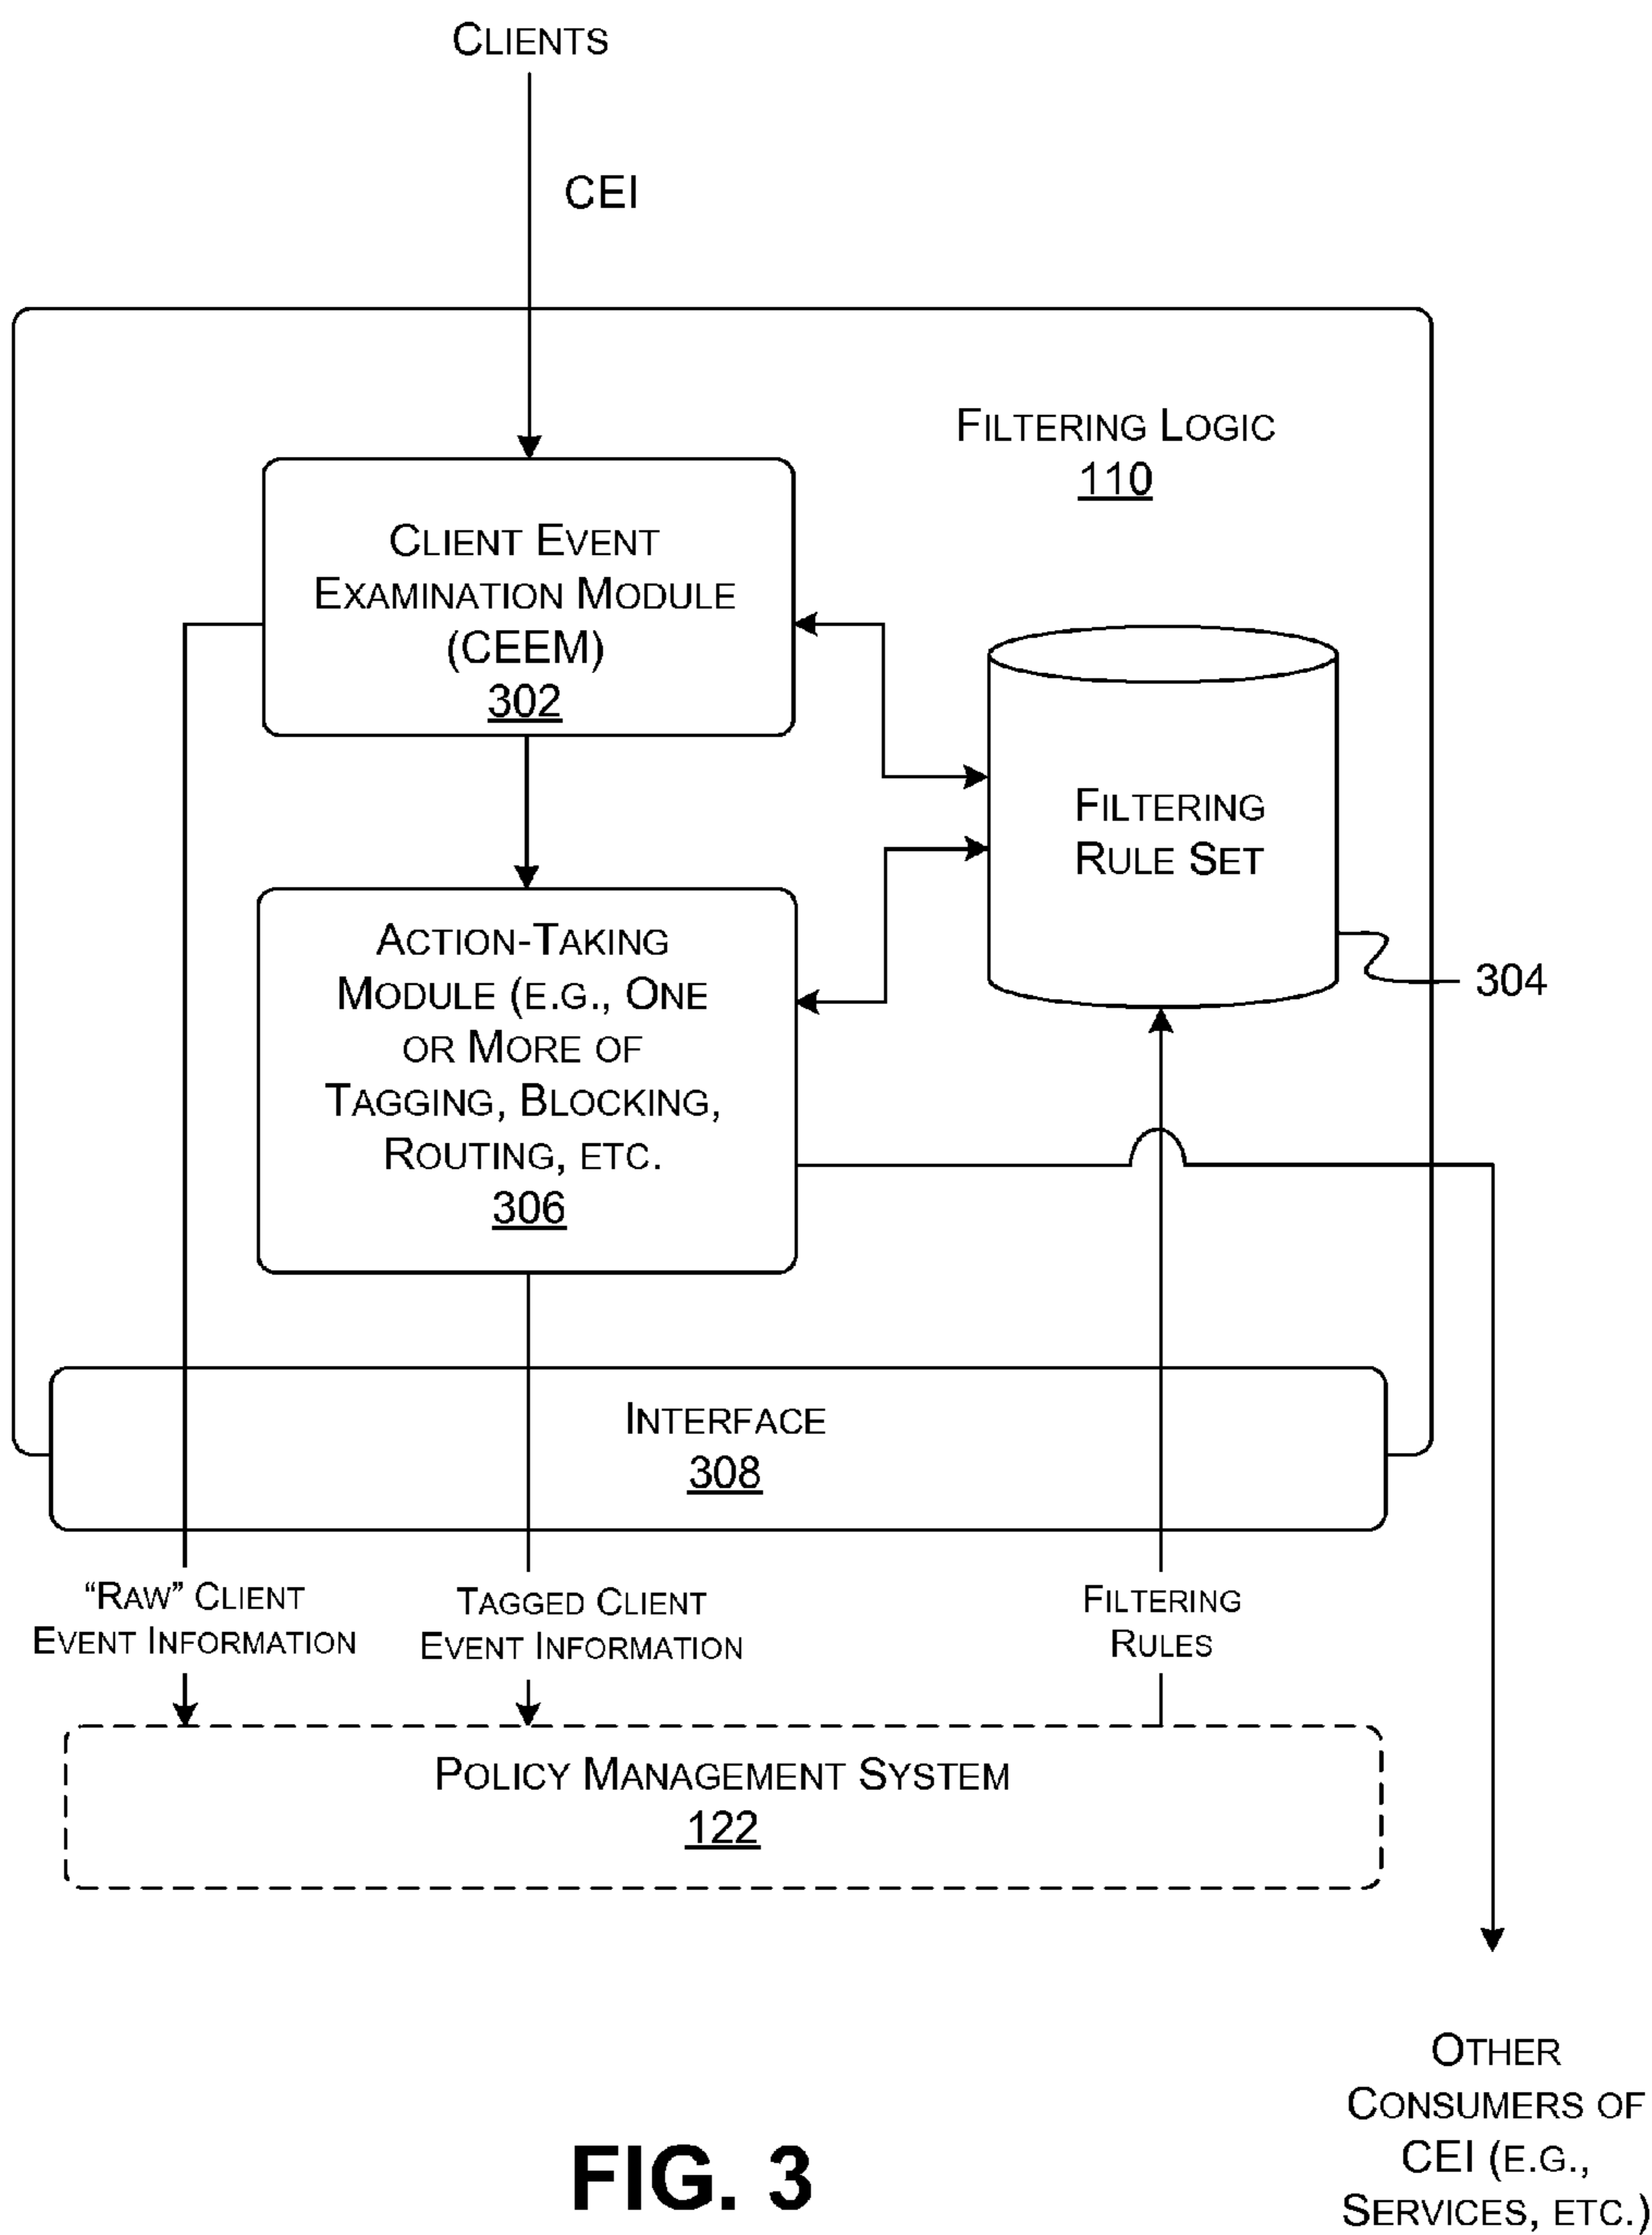 CLIENTS
CEI
FILTERING LOGIC
110
CLIENT EVENT
EXAMINATION MODULE
(CEEM)
302
FILTERING
RULE SET
304
ACTION-TAKING
MODULE (E.G., ONE
OR MORE OF
TAGGING, BLOCKING,
ROUTING, ETC.
306
INTERFACE
308
“RAW” CLIENT
EVENT INFORMATION
TAGGED CLIENT
EVENT INFORMATION
FILTERING
RULES
POLICY MANAGEMENT SYSTEM
122
OTHER
CONSUMERS OF
CEI (E.G.,
SERVICES, ETC.)
FIG. 3